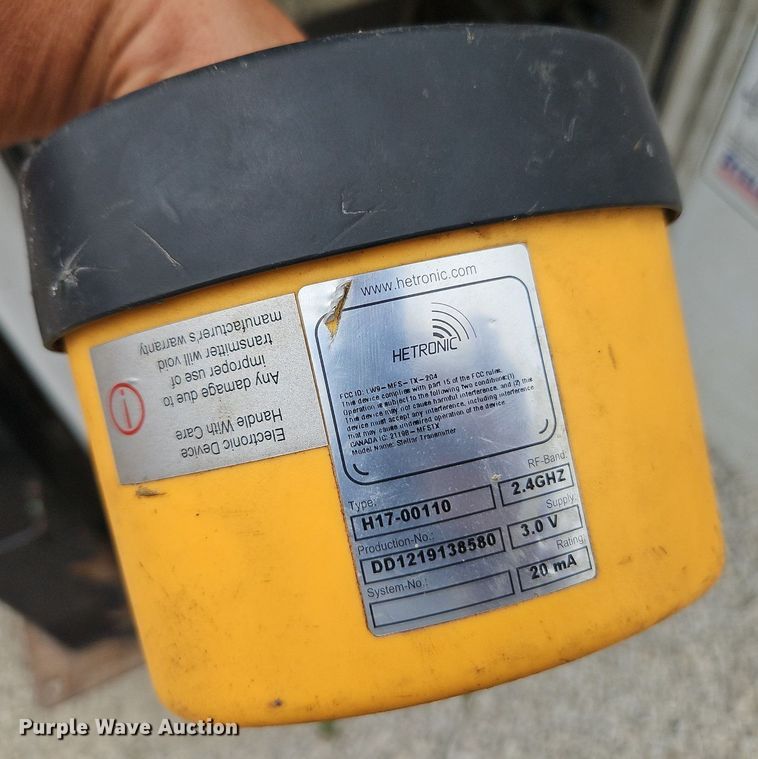 www.hetronic.com
HETRONIC
FCC ID: LW9-MFS-TX-204
This device complies with part 15 of the FCC rules.
Operation is subject to the following two conditions:(1)
This device may not cause harmful interference, and (2) this
device must accept any interference, including interference
that may cause undesired operation of the device.
CANADA IC: 2119B-MFSTX
Model Name: Stellar Transmitter
Type:
H17-00110
RF-Band:
2.4GHZ
Production-No.:
DD1219138580
Supply:
3.0 V
System-No.:
Rating:
20 mA
Electronic Device
Handle With Care
Any damage due to
improper use of
transmitter will void
manufacturer's warranty
Purple Wave Auction